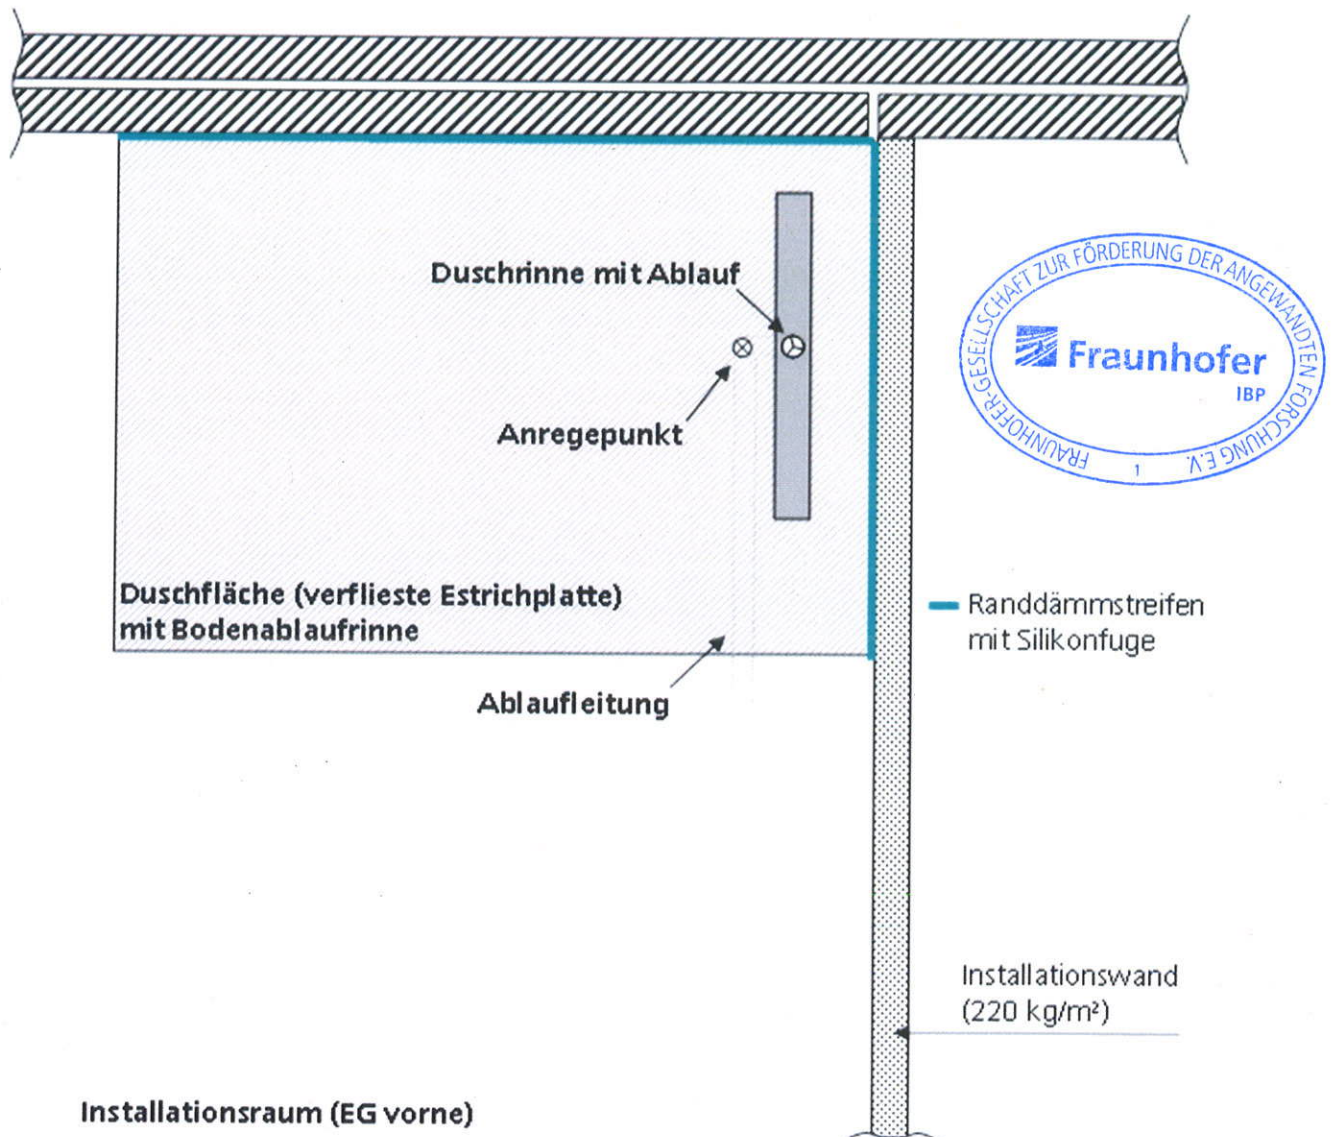 Duschrinne mit Ablauf
Anregepunkt
Duschfläche (verflieste Estrichplatte)
mit Bodenablaufrinne
Ablaufleitung
FRAUNHOFER-GESELLSCHAFT ZUR FÖRDERUNG DER ANGEWANDTEN FORSCHUNG E.V.
Fraunhofer
IBP
1
Randdämmstreifen
mit Silikonfuge
Installationswand
(220 kg/m²)
Installationsraum (EG vorne)